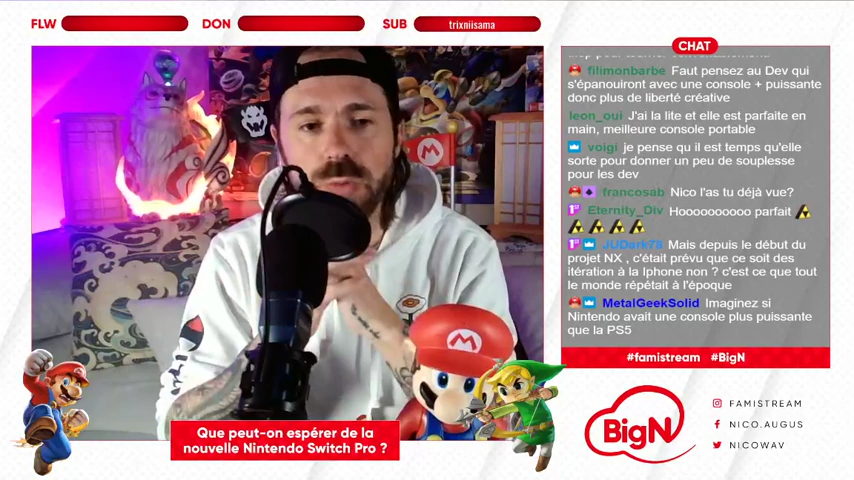 FLW
DON
SUB
trixniisama
CHAT
filimonbarbe Faut pensez au Dev qui
s'épanouiront avec une console + puissante
donc plus de liberté créative
leon_oui J'ai la lite et elle est parfaite en
main, meilleure console portable
voigi je pense qu il est temps qu'elle
sorte pour donner un peu de souplesse
pour les dev
francosab Nico l'as tu déjà vue?
1ST Eternity_Div Hoooooooooo parfait
1ST JUDark78 Mais depuis le début du
projet NX , c'était prévu que ce soit des
itération à la Iphone non ? c'est ce que tout
le monde répétait à l'époque
MetalGeekSolid Imaginez si
Nintendo avait une console plus puissante
que la PS5
#famistream #BigN
M
M
M
Que peut-on espérer de la
nouvelle Nintendo Switch Pro ?
BigN
FAMISTREAM
NICO.AUGUS
NICOWAV